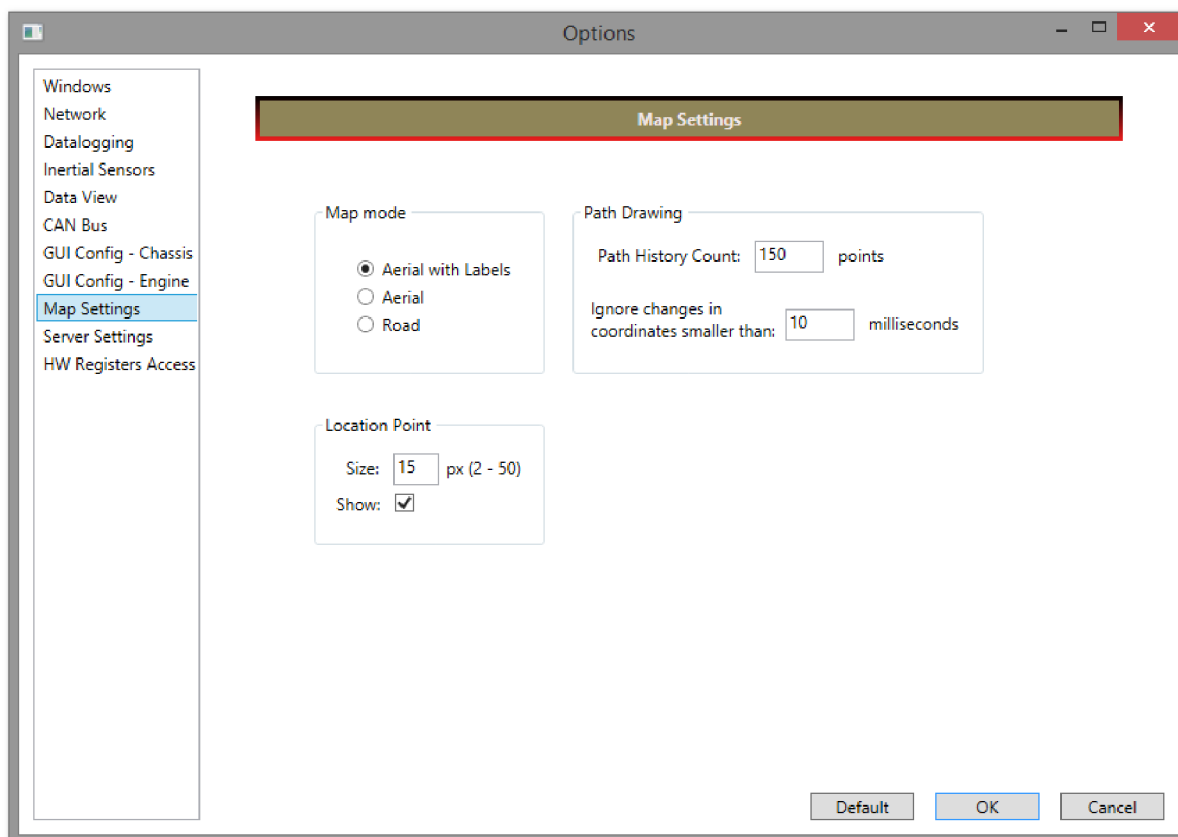 Options
Windows
Network
Datalogging
Inertial Sensors
Data View
CAN Bus
GUI Config - Chassis
GUI Config - Engine
Map Settings
Server Settings
HW Registers Access
Map Settings
Map mode
Aerial with Labels
Aerial
Road
Path Drawing
Path History Count: 150 points
Ignore changes in
coordinates smaller than: 10 milliseconds
Location Point
Size: 15 px (2 - 50)
Show:
Default OK Cancel